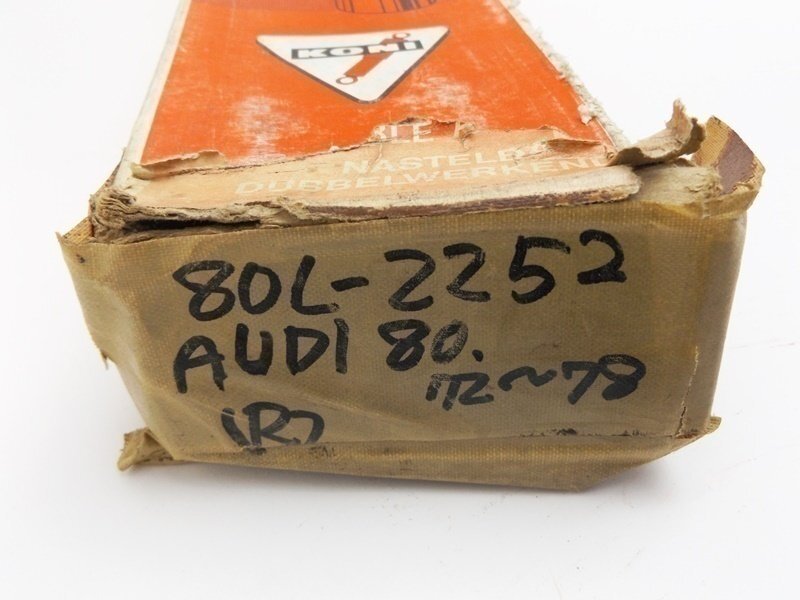 KONI
NASTELB
DUBBELWERKEND
80L-2252
AUDI 80.
72~78
(R)